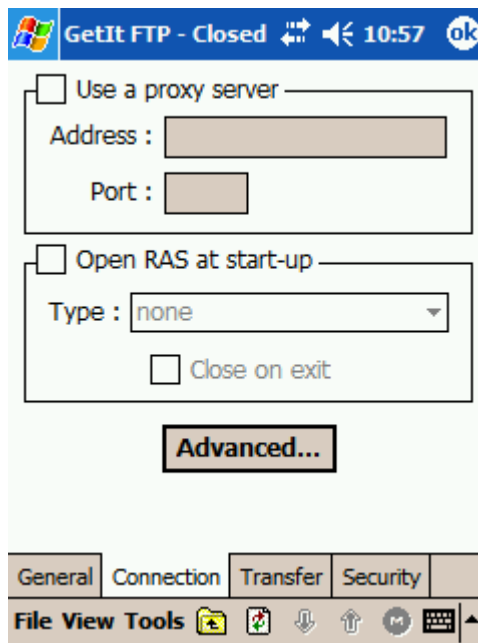 GetIt FTP - Closed 10:57 ok
Use a proxy server
Address :
Port :
Open RAS at start-up
Type : none
Close on exit
Advanced...
General Connection Transfer Security
File View Tools M